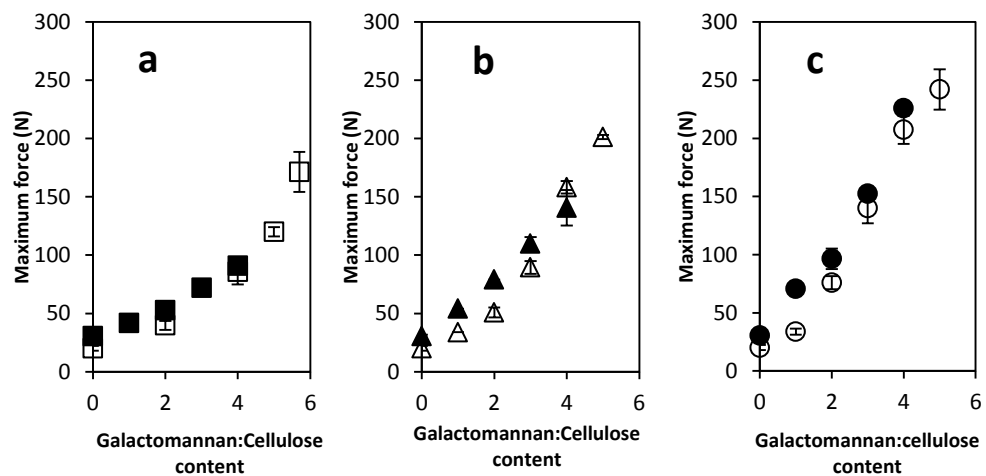 a
Maximum force (N)
300
250
200
150
100
50
0
0 2 4 6
Galactomannan:Cellulose
content
b
Maximum force (N)
300
250
200
150
100
50
0
0 2 4 6
Galactomannan:Cellulose
content
c
Maximum force (N)
300
250
200
150
100
50
0
0 2 4 6
Galactomannan:cellulose
content